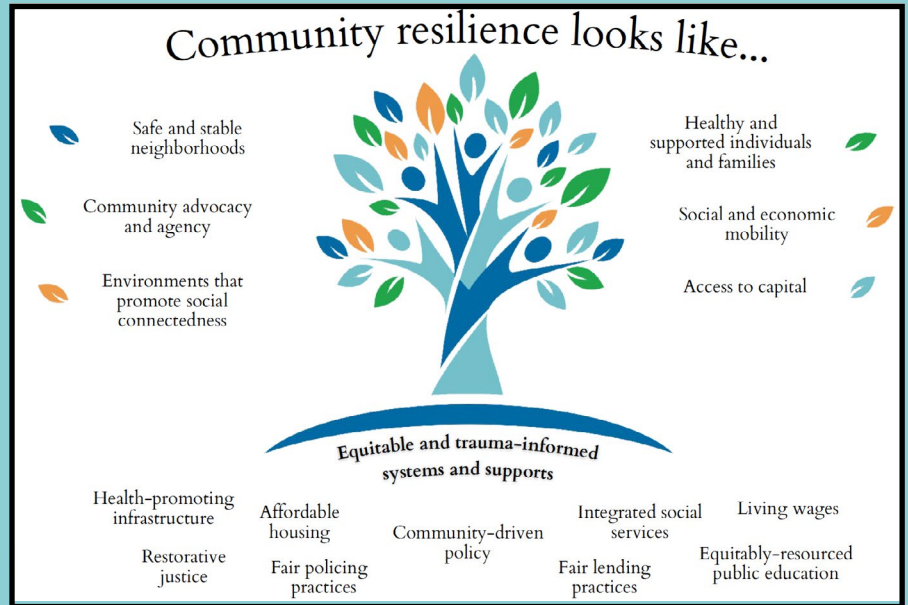 Community resilience looks like...
Safe and stable
neighborhoods
Community advocacy
and agency
Environments that
promote social
connectedness
Healthy and
supported individuals
and families
Social and economic
mobility
Access to capital
Equitable and trauma-informed
systems and supports
Health-promoting
infrastructure
Affordable
housing
Community-driven
policy
Integrated social
services
Living wages
Restorative
justice
Fair policing
practices
Fair lending
practices
Equitably-resourced
public education